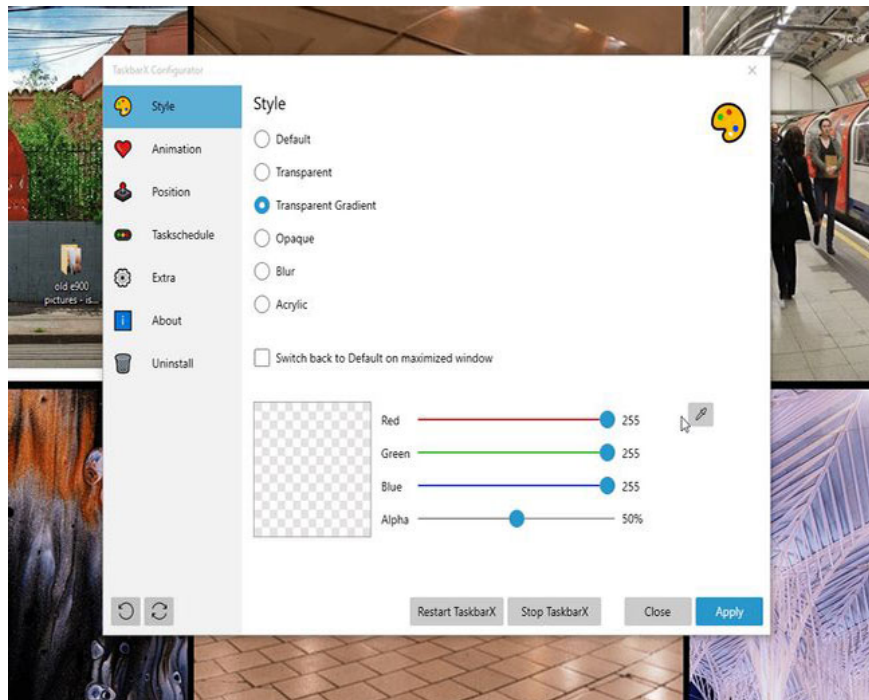 TaskbarX Configurator
Style
Animation
Position
Taskschedule
Extra
About
Uninstall
Style
Default
Transparent
Transparent Gradient
Opaque
Blur
Acrylic
Switch back to Default on maximized window
Red 255
Green 255
Blue 255
Alpha 50%
Restart TaskbarX Stop TaskbarX Close Apply
old e900
pictures - is...